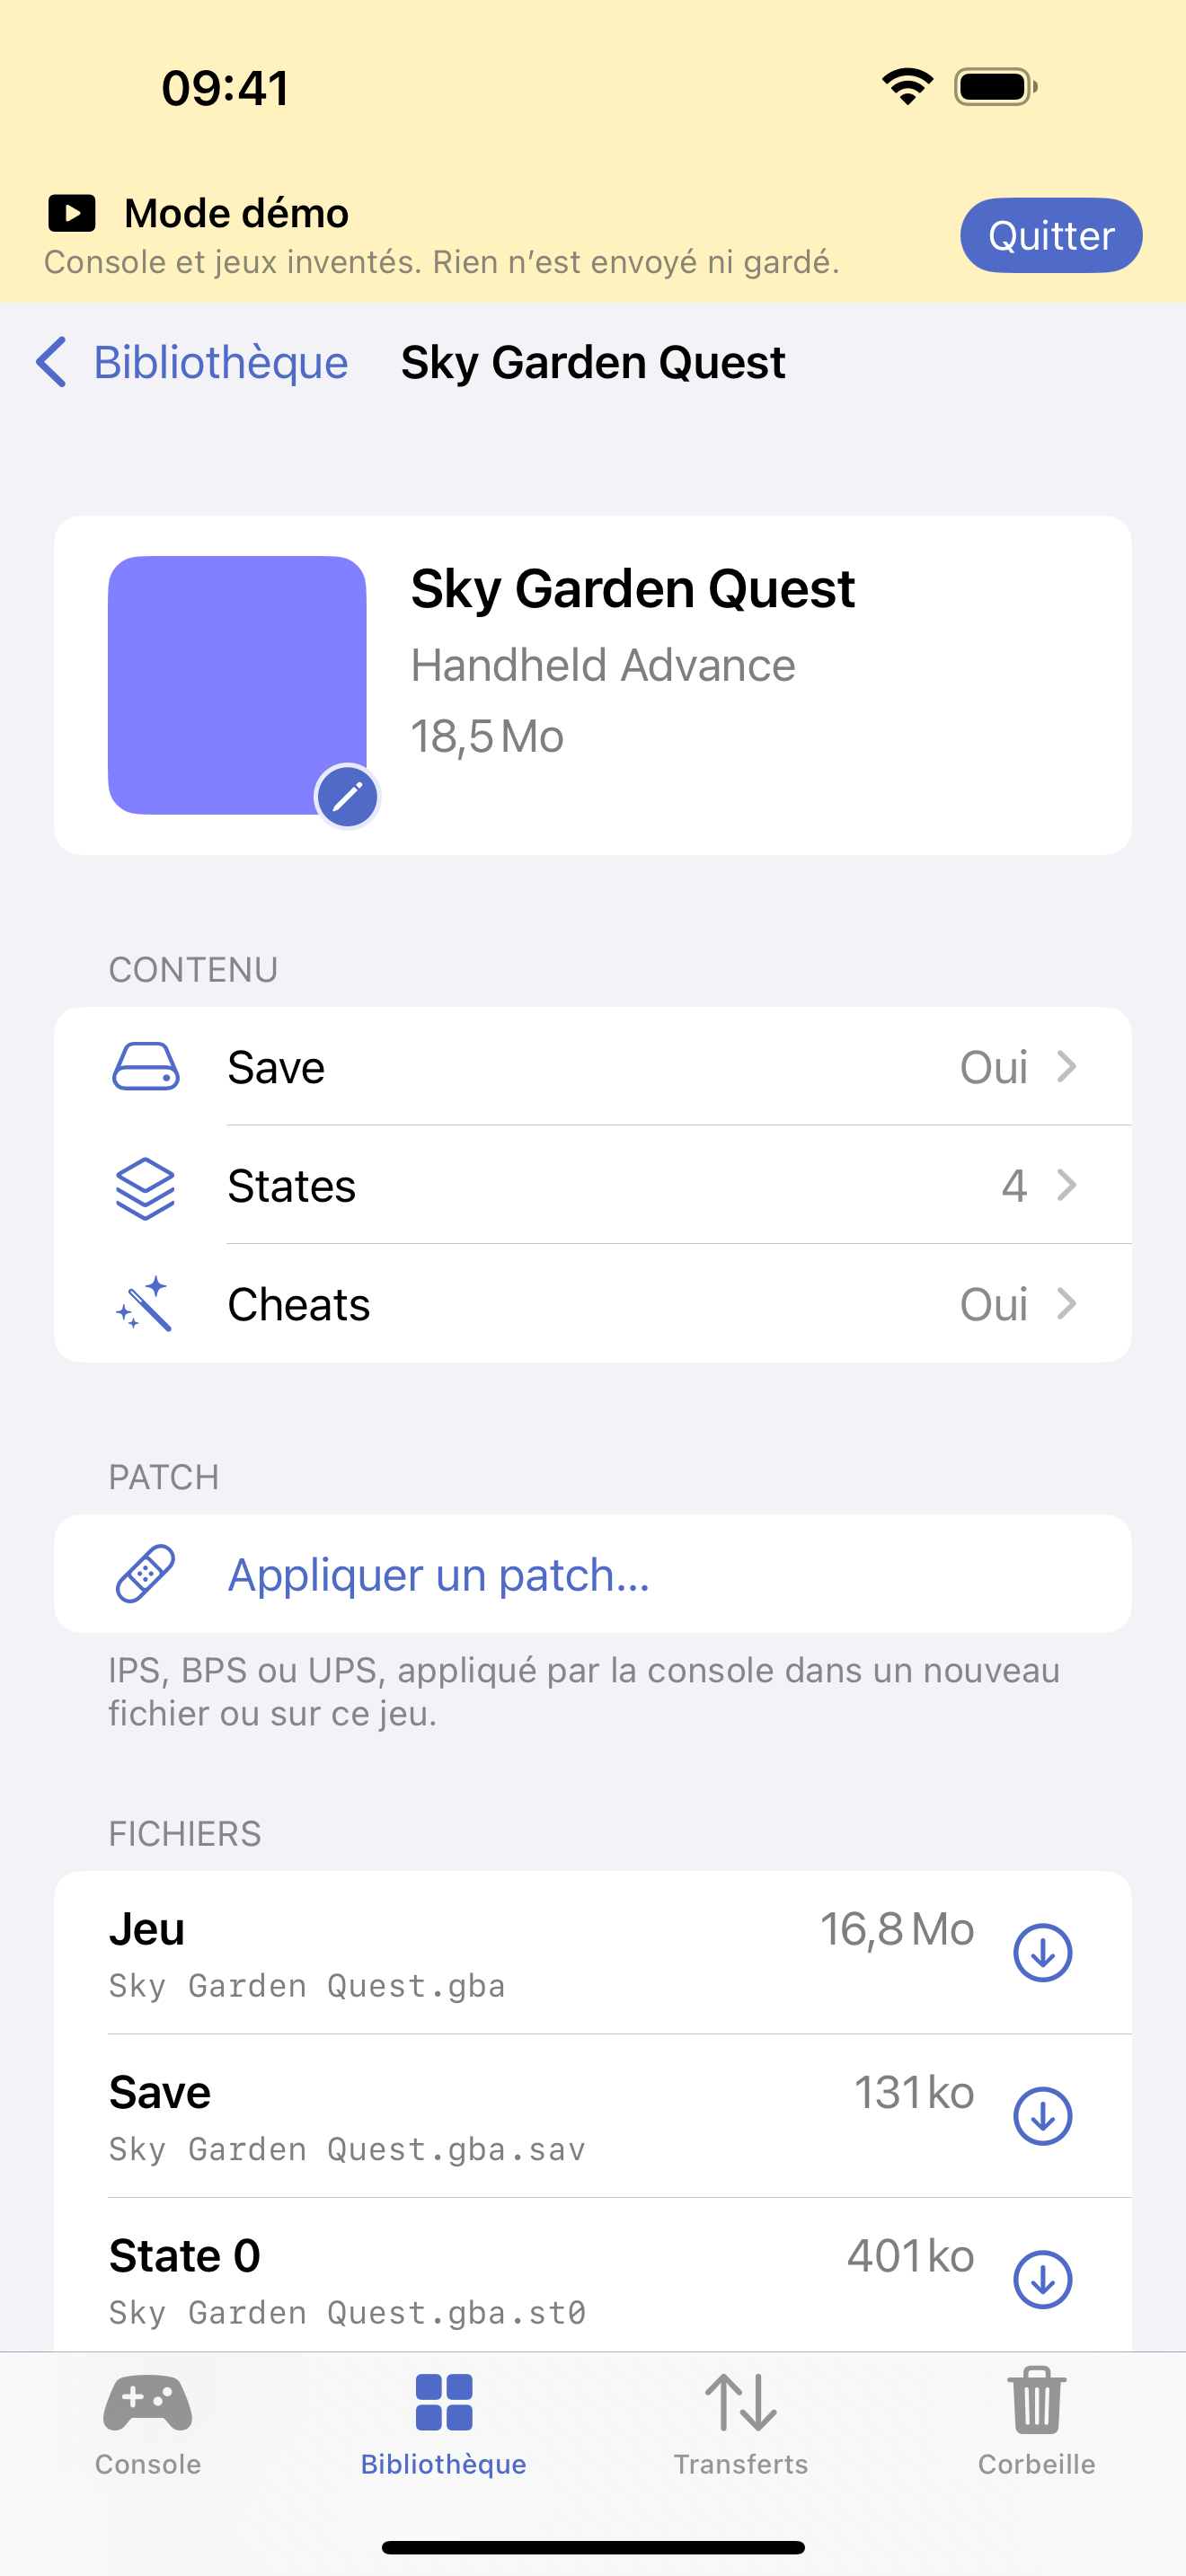 09:41
Mode démo
Console et jeux inventés. Rien n’est envoyé ni gardé.
Quitter
Bibliothèque
Sky Garden Quest
Sky Garden Quest
Handheld Advance
18,5 Mo
CONTENU
Save
Oui
States
4
Cheats
Oui
PATCH
Appliquer un patch...
IPS, BPS ou UPS, appliqué par la console dans un nouveau
fichier ou sur ce jeu.
FICHIERS
Jeu
16,8 Mo
Sky Garden Quest.gba
Save
131 ko
Sky Garden Quest.gba.sav
State 0
401 ko
Sky Garden Quest.gba.st0
Console
Bibliothèque
Transferts
Corbeille